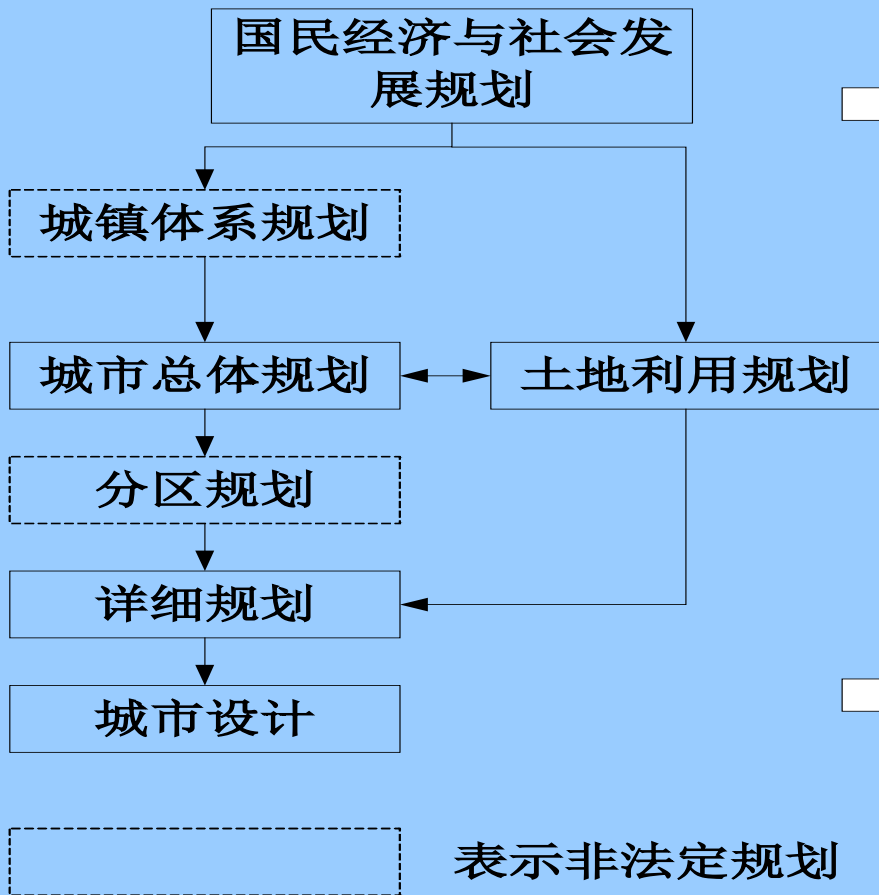 国民经济与社会发
展规划
城镇体系规划
城市总体规划
土地利用规划
分区规划
详细规划
城市设计
表示非法定规划